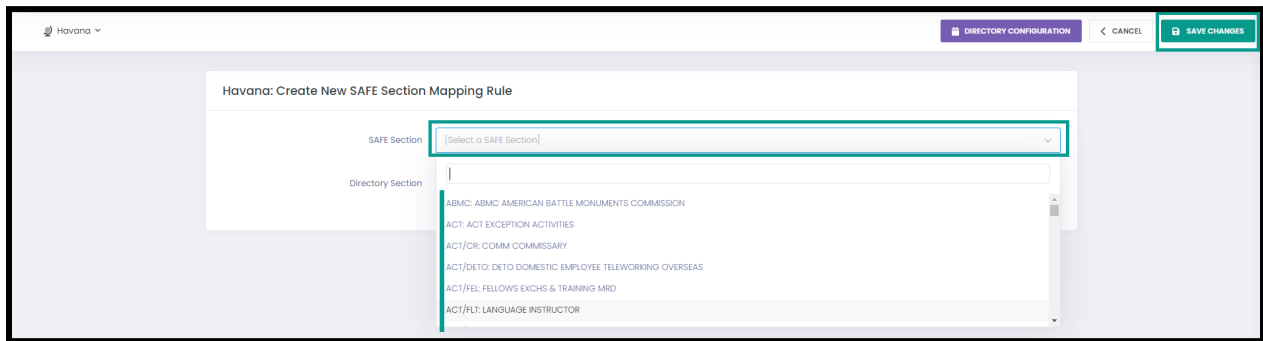 Havana
DIRECTORY CONFIGURATION
CANCEL
SAVE CHANGES
Havana: Create New SAFE Section Mapping Rule
SAFE Section
[Select a SAFE Section]
Directory Section
ABMC: ABMC AMERICAN BATTLE MONUMENTS COMMISSION
ACT: ACT EXCEPTION ACTIVITIES
ACT/CR: COMM COMMISSARY
ACT/DETO: DETO DOMESTIC EMPLOYEE TELEWORKING OVERSEAS
ACT/FEL: FELLOWS EXCHS & TRAINING MRD
ACT/FLT: LANGUAGE INSTRUCTOR